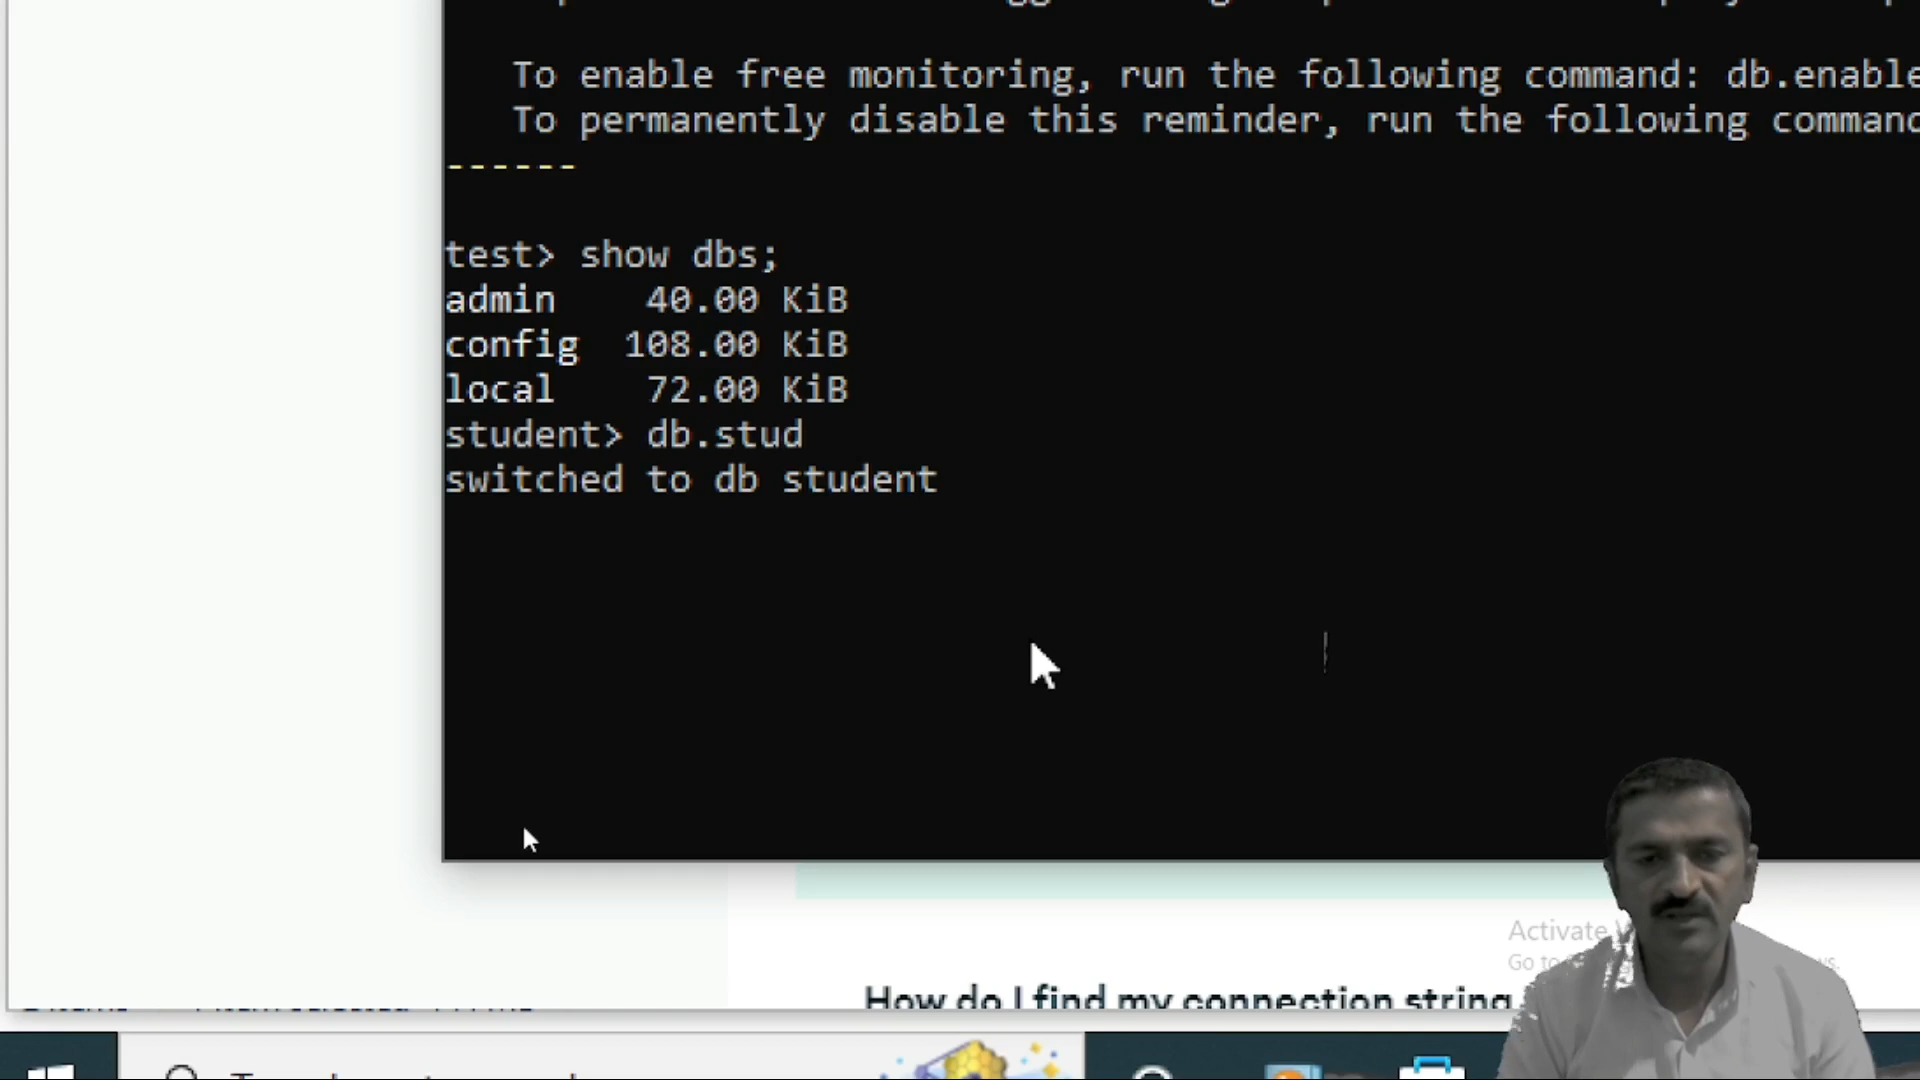 To enable free monitoring, run the following command: db.enable
To permanently disable this reminder, run the following command
------
test> show dbs;
admin 40.00 KiB
config 108.00 KiB
local 72.00 KiB
student> db.stud
switched to db student
Activate
Go to
How do I find my connection string